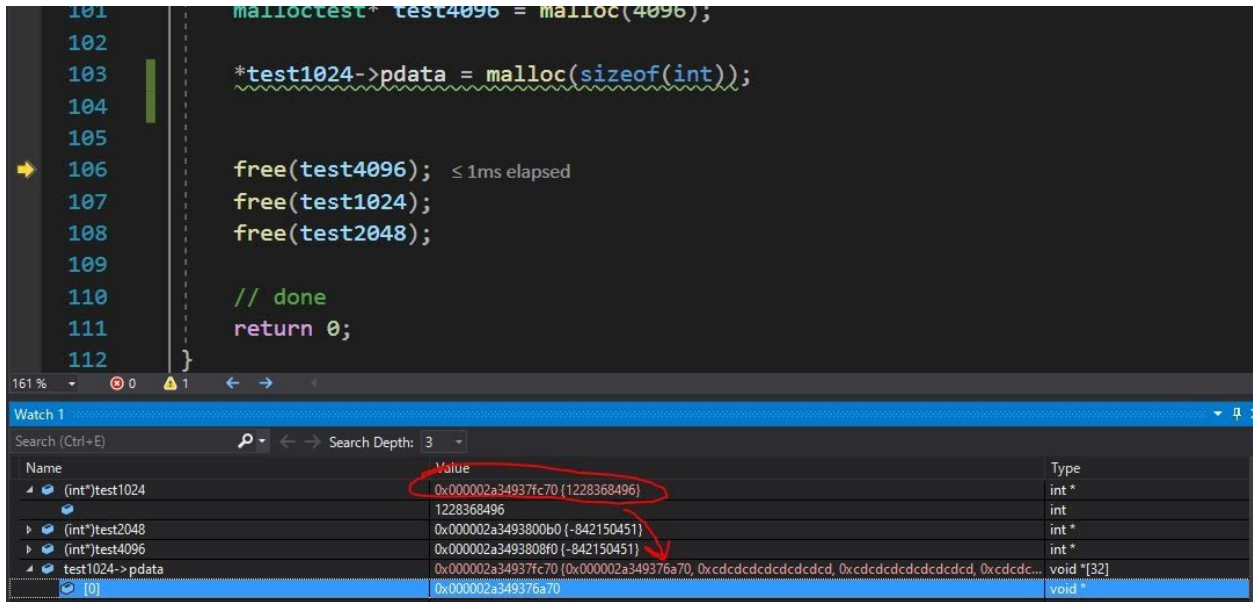 101 malloctest* test4096 = malloc(4096);
102
103 *test1024->pdata = malloc(sizeof(int));
104
105
106 free(test4096); ≤ 1ms elapsed
107 free(test1024);
108 free(test2048);
109
110 // done
111 return 0;
112 }
161 % 0 1
Watch 1
Search (Ctrl+E) Search Depth: 3
Name Value Type
(int*)test1024 0x000002a34937fc70 {1228368496} int *
1228368496 int
(int*)test2048 0x000002a3493800b0 {-842150451} int *
(int*)test4096 0x000002a3493808f0 {-842150451} int *
test1024->pdata 0x000002a34937fc70 {0x000002a349376a70, 0xcdcdcdcdcdcdcdcd, 0xcdcdcdcdcdcdcdcd, 0xcdcdc... void *[32]
[0] 0x000002a349376a70 void *